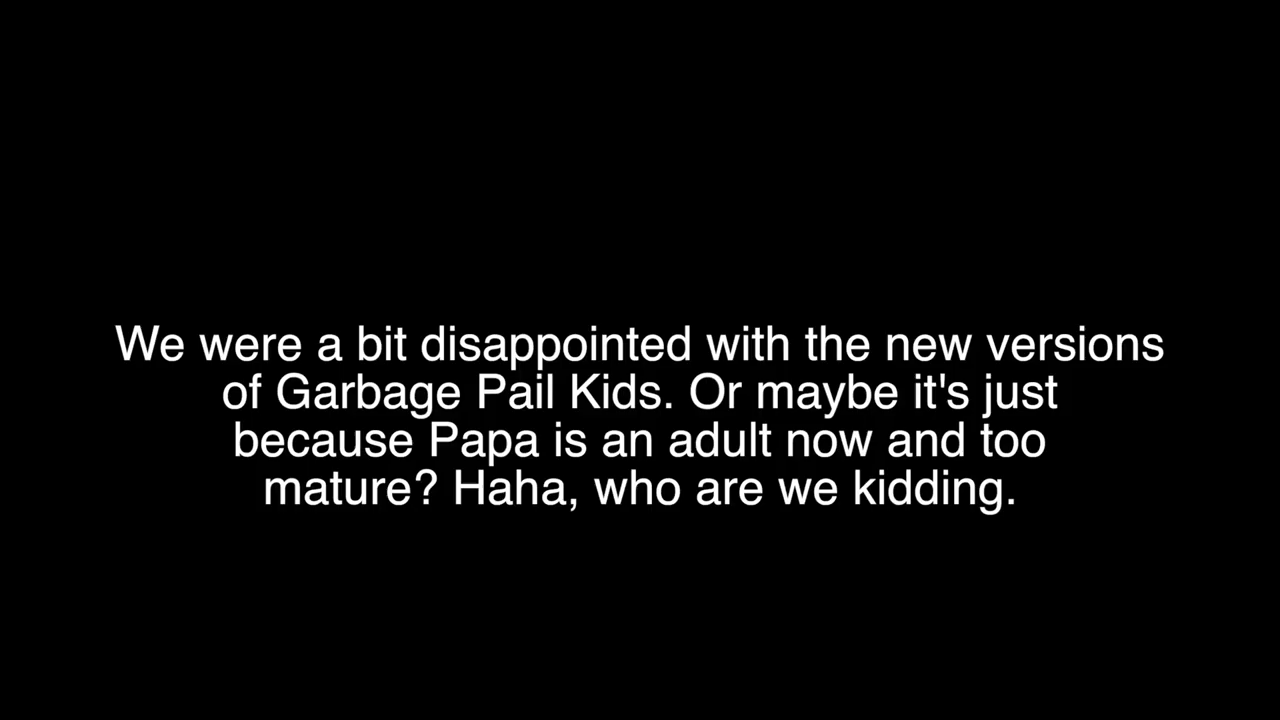 We were a bit disappointed with the new versions
of Garbage Pail Kids. Or maybe it's just
because Papa is an adult now and too
mature? Haha, who are we kidding.